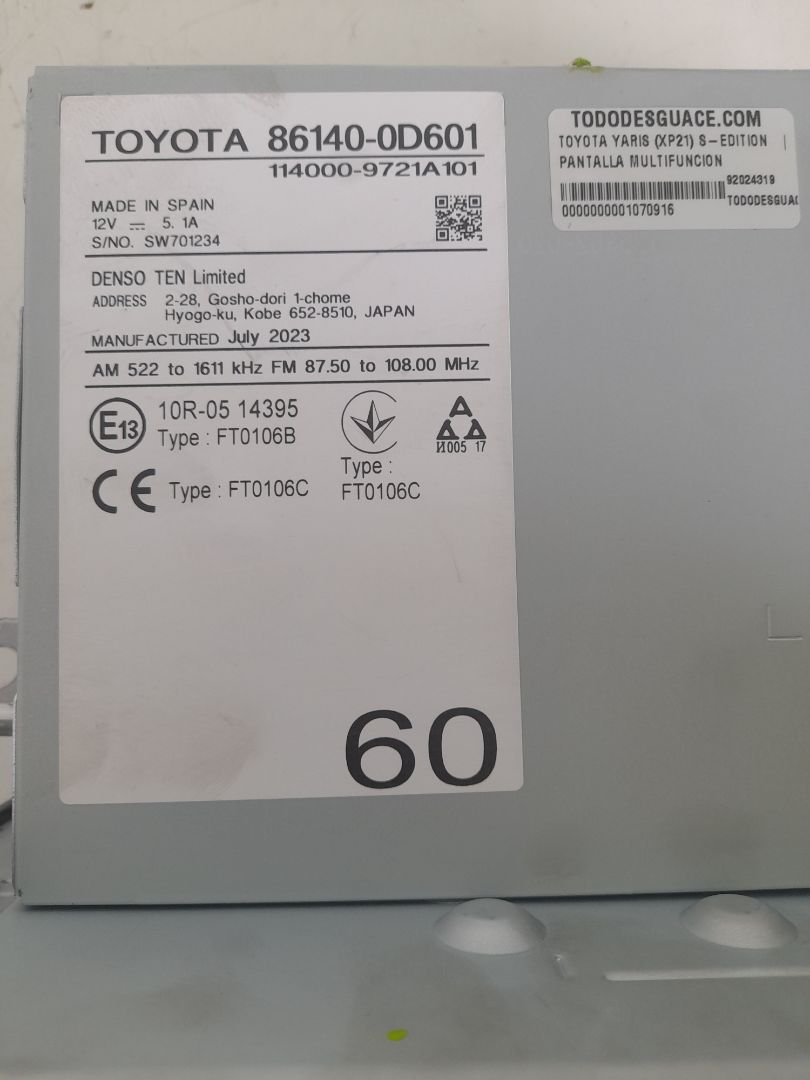 TOYOTA 86140-0D601
114000-9721A101
MADE IN SPAIN
12V ⎓ 5.1A
S/NO. SW701234
DENSO TEN Limited
ADDRESS 2-28, Gosho-dori 1-chome
Hyogo-ku, Kobe 652-8510, JAPAN
MANUFACTURED July 2023
AM 522 to 1611 kHz FM 87.50 to 108.00 MHz
E13
10R-05 14395
Type : FT0106B
CE Type : FT0106C
Type :
FT0106C
A
A A
И005 17
60
TODODESGUACE.COM
TOYOTA YARIS (XP21) S-EDITION |
PANTALLA MULTIFUNCION
92024319
TODODESGUAC
0000000001070916